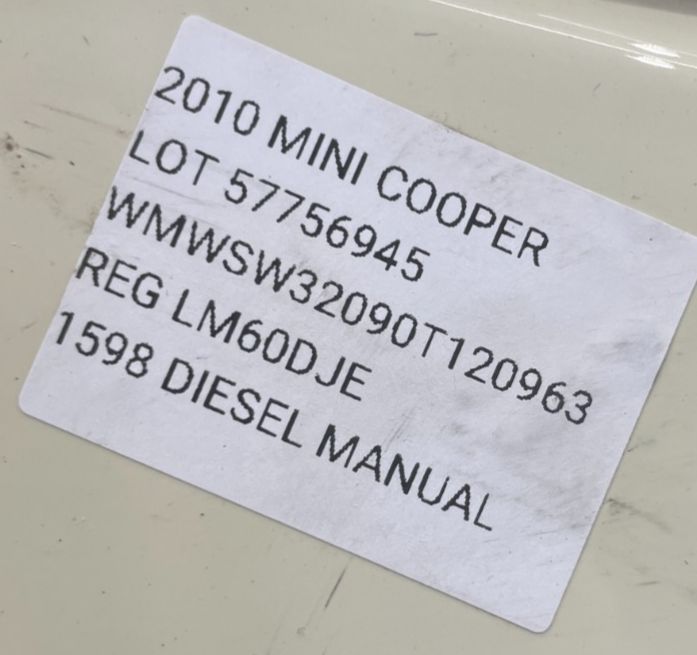 2010 MINI COOPER
LOT 57756945
WMWSW32090T120963
REG LM60DJE
1598 DIESEL MANUAL